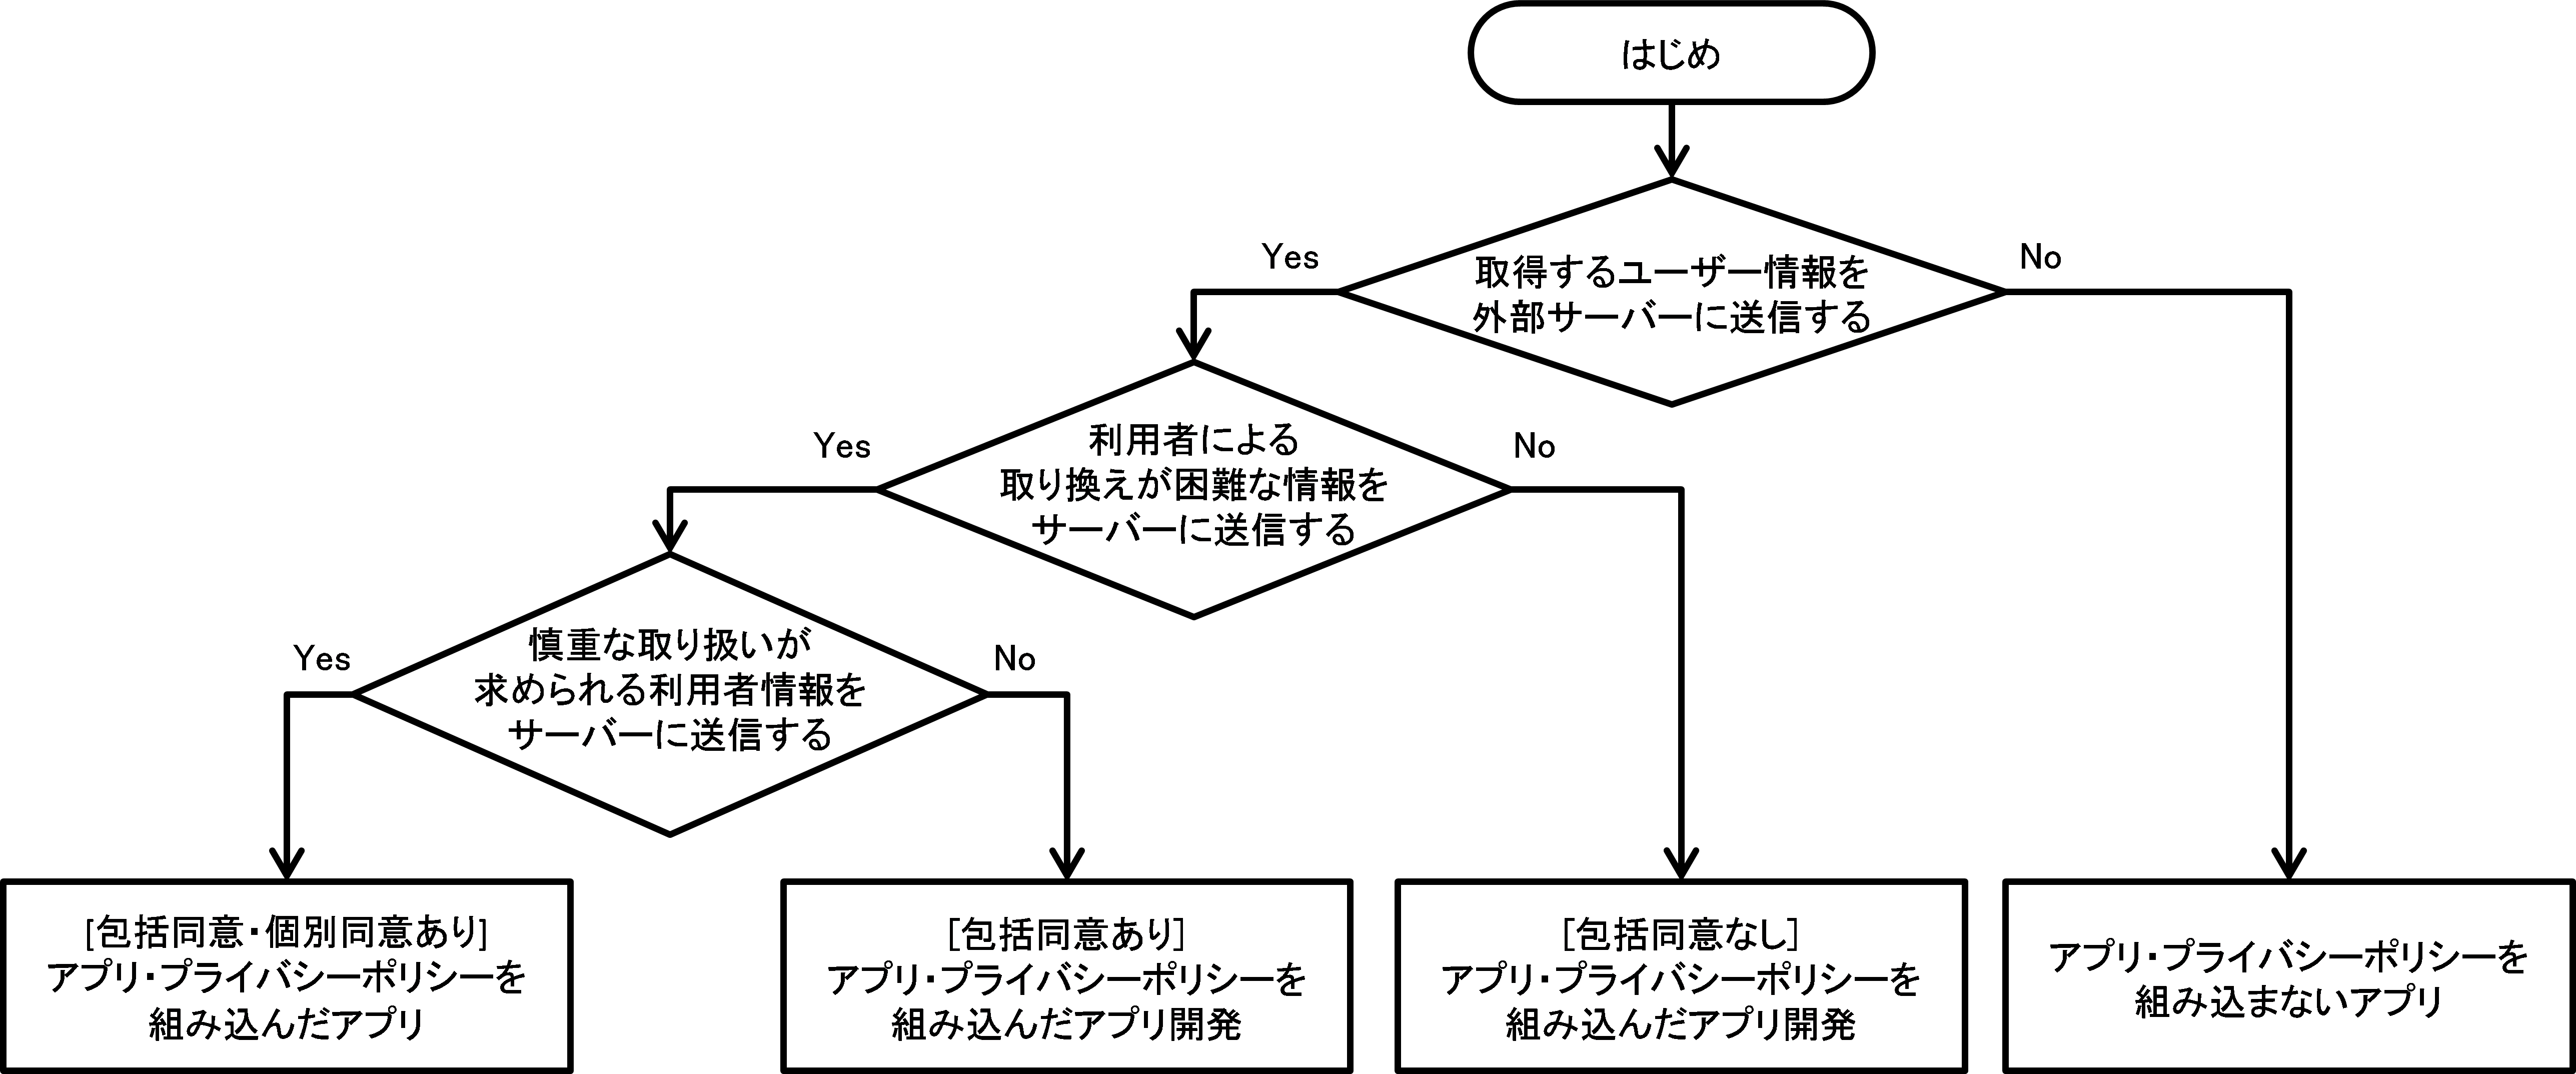 はじめ
Yes
取得するユーザー情報を
外部サーバーに送信する
No
Yes
利用者による
取り換えが困難な情報を
サーバーに送信する
No
Yes
慎重な取り扱いが
求められる利用者情報を
サーバーに送信する
No
[包括同意・個別同意あり]
アプリ・プライバシーポリシーを
組み込んだアプリ
[包括同意あり]
アプリ・プライバシーポリシーを
組み込んだアプリ開発
[包括同意なし]
アプリ・プライバシーポリシーを
組み込んだアプリ開発
アプリ・プライバシーポリシーを
組み込まないアプリ